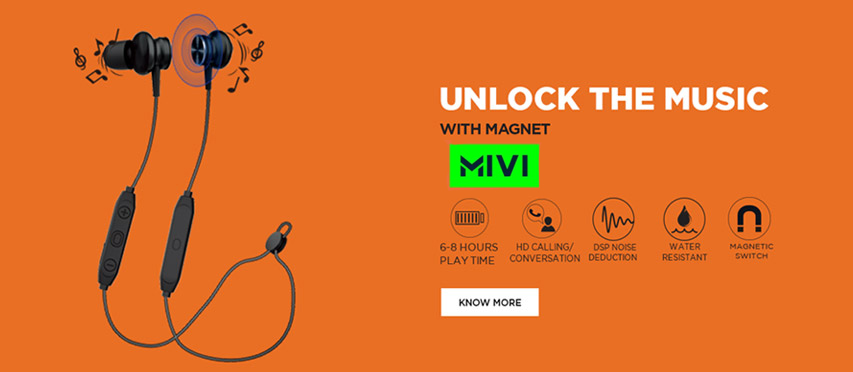 UNLOCK THE MUSIC
WITH MAGNET
MIVI
6-8 HOURS
PLAY TIME
HD CALLING/
CONVERSATION
DSP NOISE
DEDUCTION
WATER
RESISTANT
MAGNETIC
SWITCH
KNOW MORE